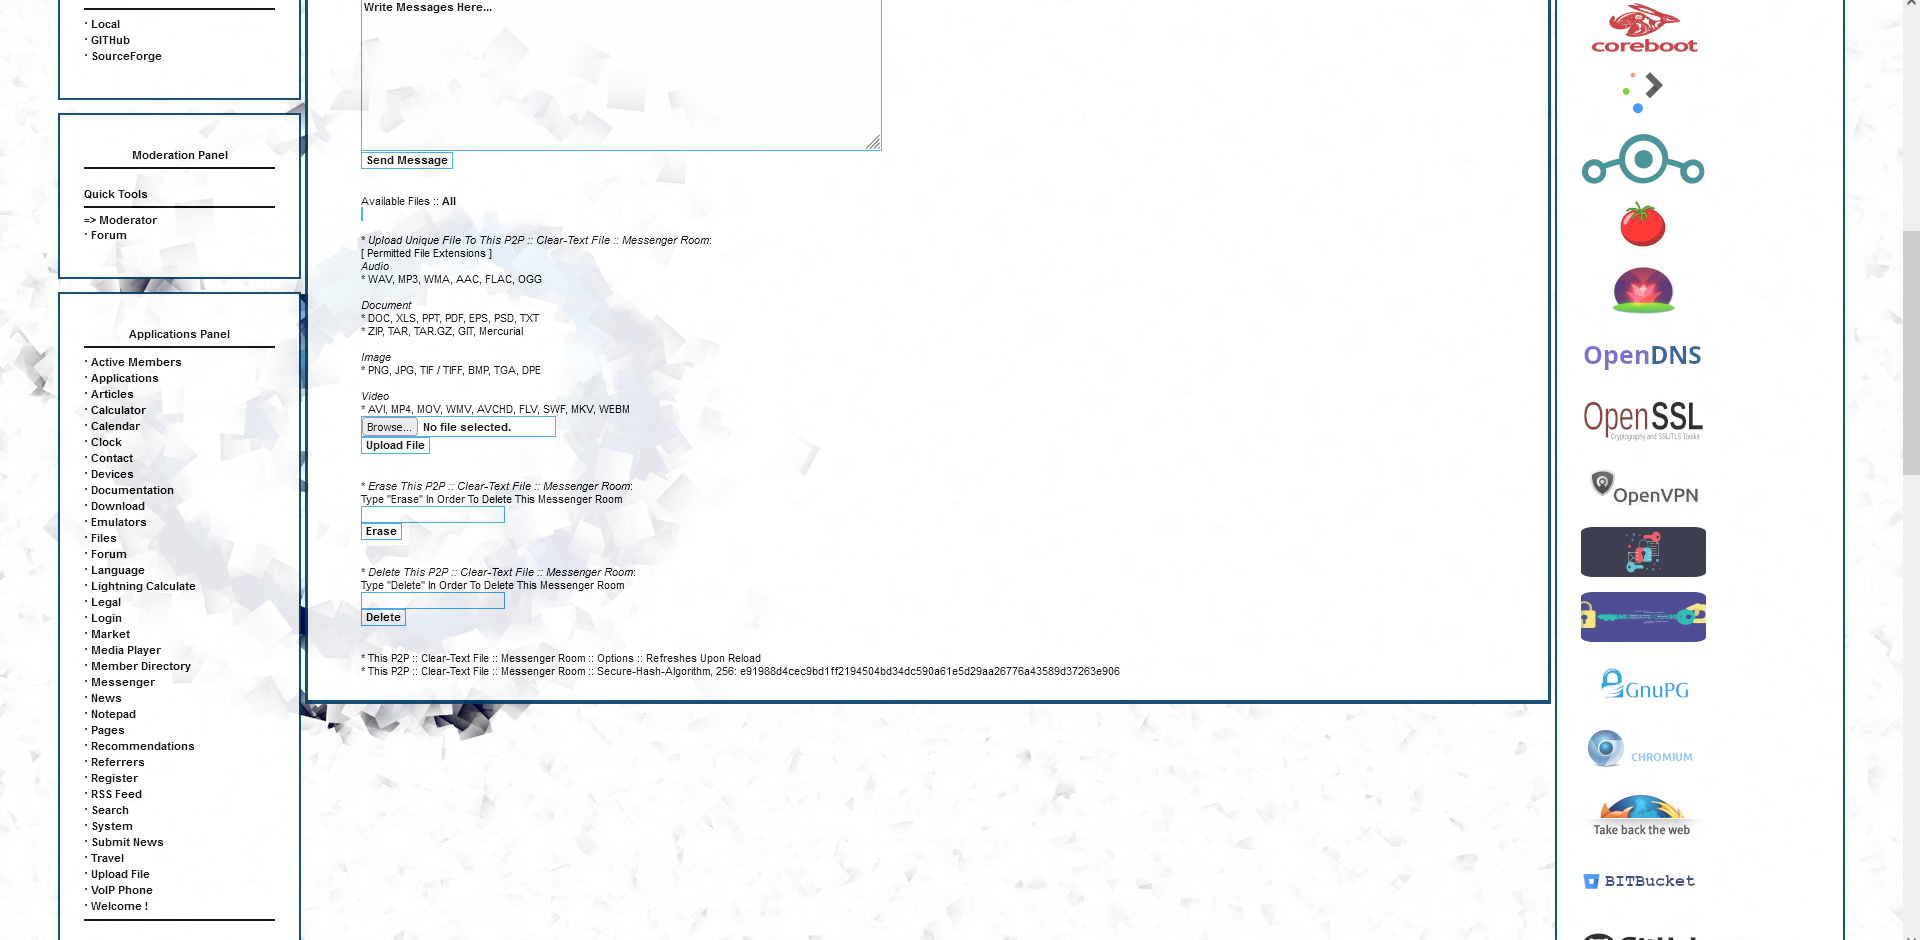 · Local
· GITHub
· SourceForge
Moderation Panel
Quick Tools
=> Moderator
· Forum
Applications Panel
· Active Members
· Applications
· Articles
· Calculator
· Calendar
· Clock
· Contact
· Devices
· Documentation
· Download
· Emulators
· Files
· Forum
· Language
· Lightning Calculate
· Legal
· Login
· Market
· Media Player
· Member Directory
· Messenger
· News
· Notepad
· Pages
· Recommendations
· Referrers
· Register
· RSS Feed
· Search
· System
· Submit News
· Travel
· Upload File
· VoIP Phone
· Welcome !
Write Messages Here...
Send Message
Available Files :: All
* Upload Unique File To This P2P :: Clear-Text File :: Messenger Room:
[ Permitted File Extensions ]
Audio
* WAV, MP3, WMA, AAC, FLAC, OGG
Document
* DOC, XLS, PPT, PDF, EPS, PSD, TXT
* ZIP, TAR, TAR.GZ, GIT, Mercurial
Image
* PNG, JPG, TIF / TIFF, BMP, TGA, DPE
Video
* AVI, MP4, MOV, WMV, AVCHD, FLV, SWF, MKV, WEBM
Browse... No file selected.
Upload File
* Erase This P2P :: Clear-Text File :: Messenger Room:
Type "Erase" In Order To Delete This Messenger Room
Erase
* Delete This P2P :: Clear-Text File :: Messenger Room:
Type "Delete" In Order To Delete This Messenger Room
Delete
* This P2P :: Clear-Text File :: Messenger Room :: Options :: Refreshes Upon Reload
* This P2P :: Clear-Text File :: Messenger Room :: Secure-Hash-Algorithm, 256: e91988d4cec9bd1ff2194504bd34dc590a61e5d29aa26776a43589d37263e906
coreboot
OpenDNS
OpenSSL
Cryptography and SSL/TLS Toolkit
OpenVPN
GnuPG
CHROMIUM
Take back the web
BITBucket